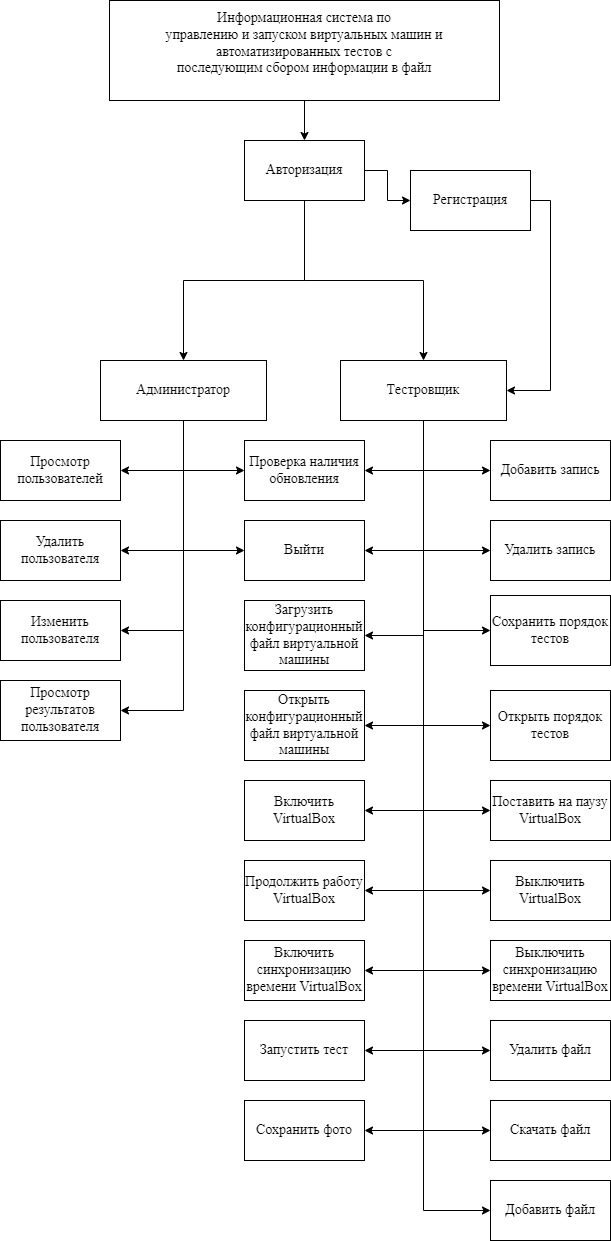 Информационная система по
управлению и запуском виртуальных машин и
автоматизированных тестов с
последующим сбором информации в файл
Авторизация
Регистрация
Администратор
Тестровщик
Просмотр
пользователей
Проверка наличия
обновления
Добавить запись
Удалить
пользователя
Выйти
Удалить запись
Изменить
пользователя
Загрузить
конфигурационный
файл виртуальной
машины
Сохранить порядок
тестов
Просмотр
результатов
пользователя
Открыть
конфигурационный
файл виртуальной
машины
Открыть порядок
тестов
Включить
VirtualBox
Поставить на паузу
VirtualBox
Продолжить работу
VirtualBox
Выключить
VirtualBox
Включить
синхронизацию
времени VirtualBox
Выключить
синхронизацию
времени VirtualBox
Запустить тест
Удалить файл
Сохранить фото
Скачать файл
Добавить файл